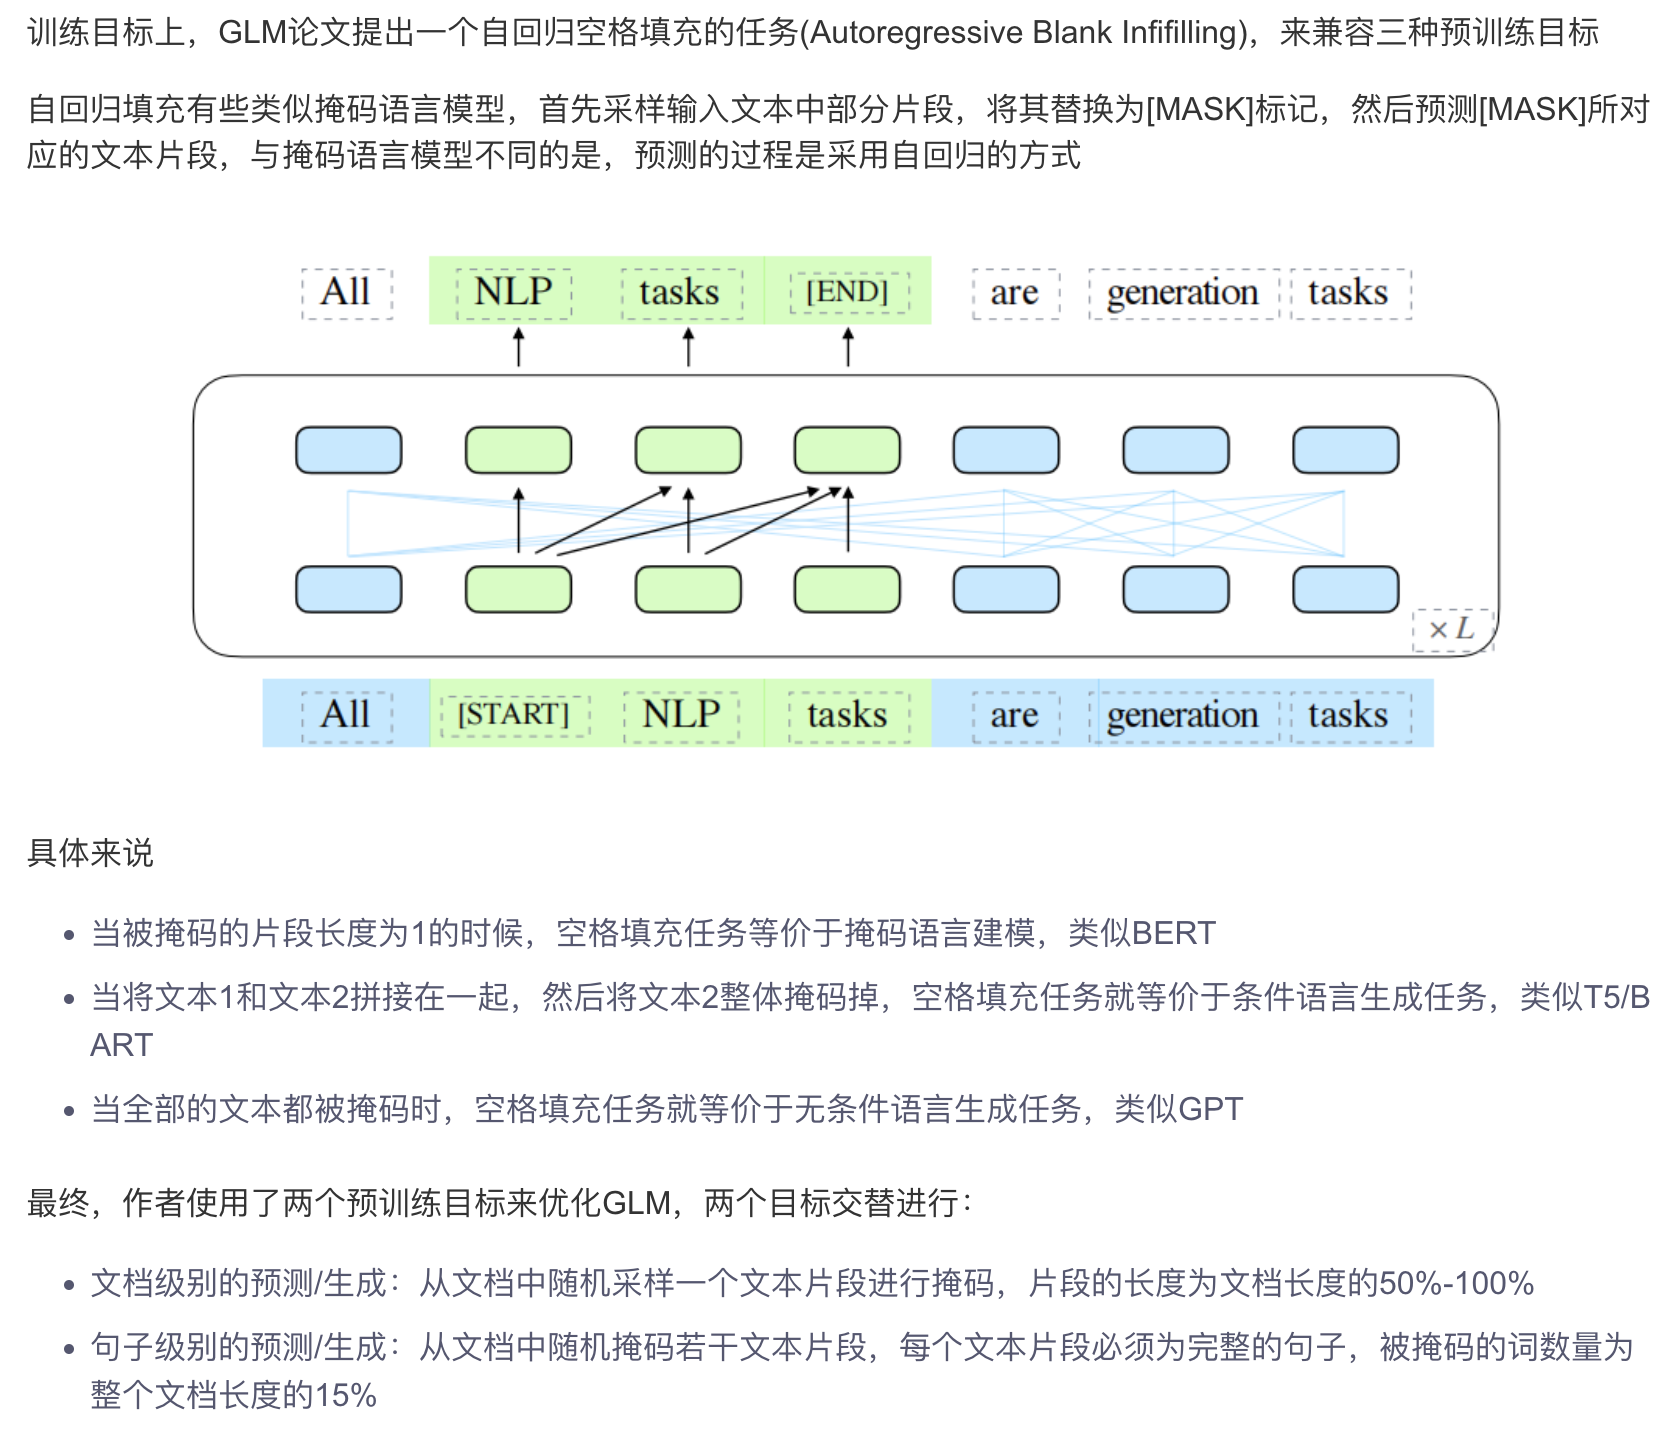 训练目标上，GLM论文提出一个自回归空格填充的任务(Autoregressive Blank Infifilling)，来兼容三种预训练目标
自回归填充有些类似掩码语言模型，首先采样输入文本中部分片段，将其替换为[MASK]标记，然后预测[MASK]所对
应的文本片段，与掩码语言模型不同的是，预测的过程是采用自回归的方式
All NLP tasks [END] are generation tasks
× L
All [START] NLP tasks are generation tasks
具体来说
• 当被掩码的片段长度为1的时候，空格填充任务等价于掩码语言建模，类似BERT
• 当将文本1和文本2拼接在一起，然后将文本2整体掩码掉，空格填充任务就等价于条件语言生成任务，类似T5/B
ART
• 当全部的文本都被掩码时，空格填充任务就等价于无条件语言生成任务，类似GPT
最终，作者使用了两个预训练目标来优化GLM，两个目标交替进行：
• 文档级别的预测/生成：从文档中随机采样一个文本片段进行掩码，片段的长度为文档长度的50%-100%
• 句子级别的预测/生成：从文档中随机掩码若干文本片段，每个文本片段必须为完整的句子，被掩码的词数量为
整个文档长度的15%